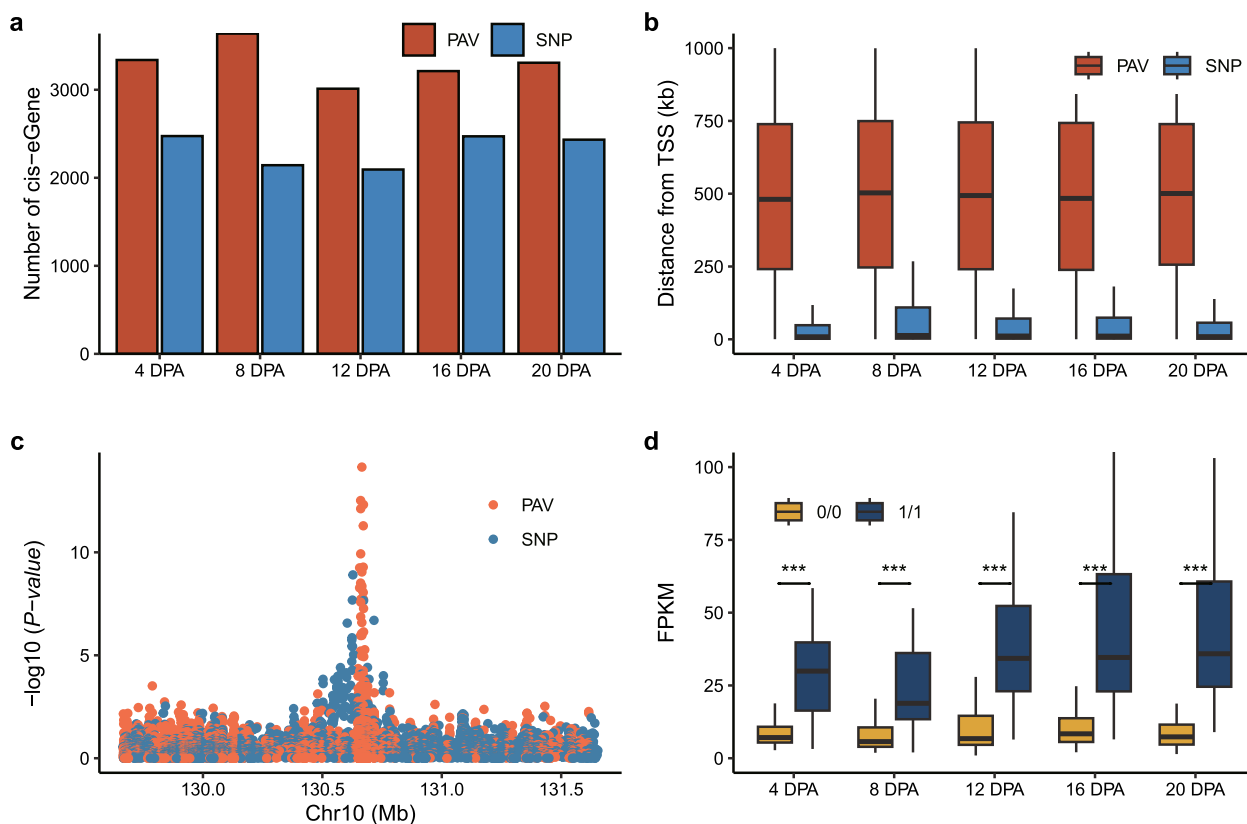 a
PAV SNP
Number of cis−eGene
3000
2000
1000
0
4 DPA 8 DPA 12 DPA 16 DPA 20 DPA
b
PAV SNP
Distance from TSS (kb)
1000
750
500
250
0
4 DPA 8 DPA 12 DPA 16 DPA 20 DPA
c
PAV
SNP
−log10 (P−value)
10
5
0
130.0 130.5 131.0 131.5
Chr10 (Mb)
d
0/0 1/1
FPKM
100
75
50
25
0
*** *** *** *** ***
4 DPA 8 DPA 12 DPA 16 DPA 20 DPA